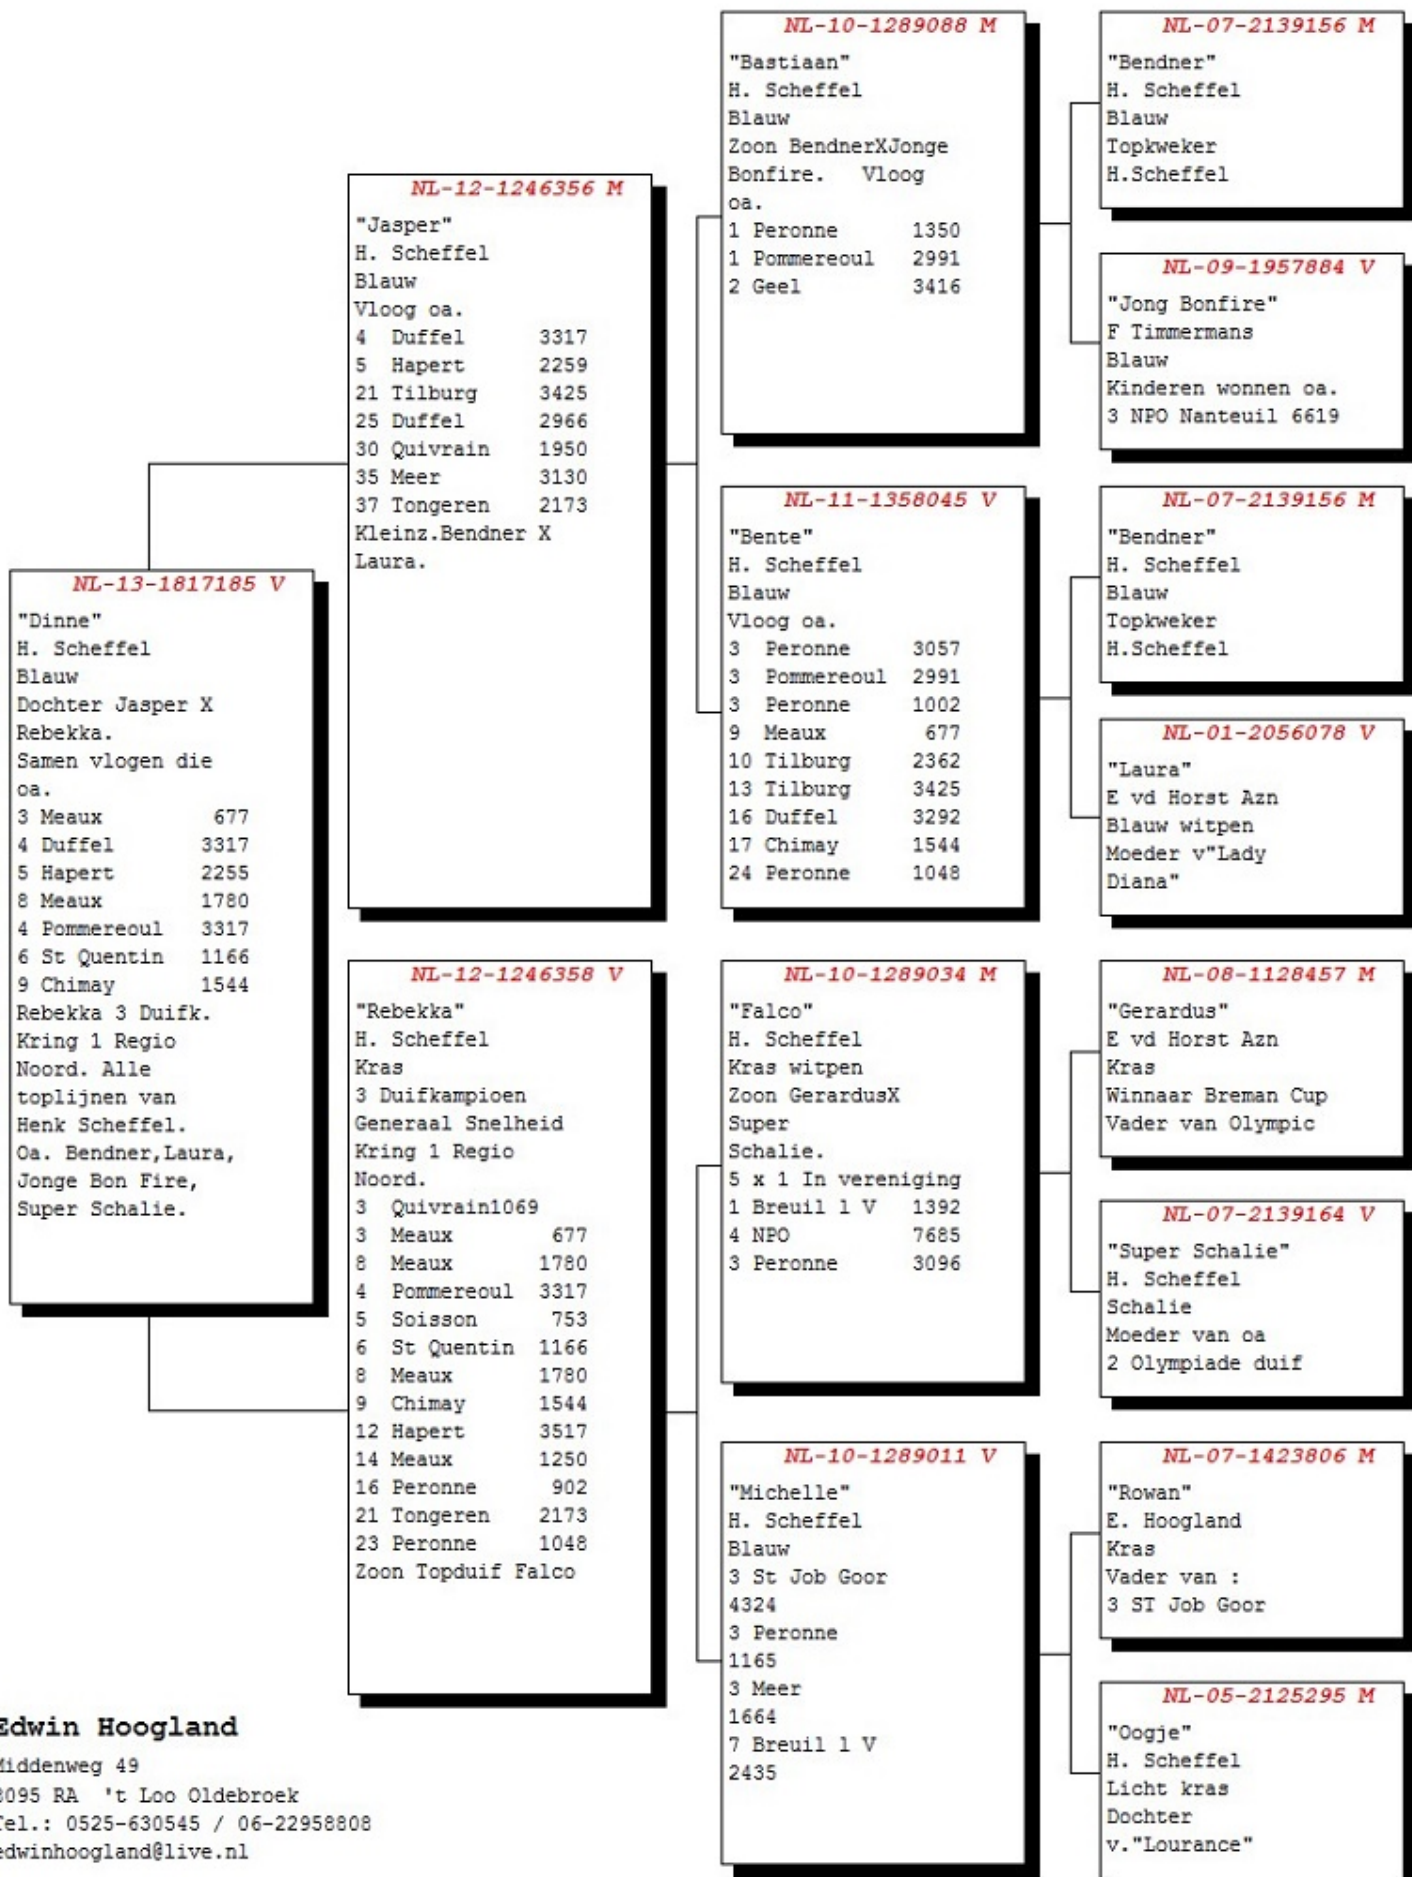 NL-13-1817185 V
"Dinne"
H. Scheffel
Blauw
Dochter Jasper X
Rebekka.
Samen vlogen die
oa.
3 Meaux 677
4 Duffel 3317
5 Hapert 2255
8 Meaux 1780
4 Pommereoul 3317
6 St Quentin 1166
9 Chimay 1544
Rebekka 3 Duifk.
Kring 1 Regio
Noord. Alle
toplijnen van
Henk Scheffel.
Oa. Bendner,Laura,
Jonge Bon Fire,
Super Schalie.
NL-12-1246356 M
"Jasper"
H. Scheffel
Blauw
Vloog oa.
4 Duffel 3317
5 Hapert 2259
21 Tilburg 3425
25 Duffel 2966
30 Quivrain 1950
35 Meer 3130
37 Tongeren 2173
Kleinz.Bendner X
Laura.
NL-12-1246358 V
"Rebekka"
H. Scheffel
Kras
3 Duifkampioen
Generaal Snelheid
Kring 1 Regio
Noord.
3 Quivrain1069
3 Meaux 677
8 Meaux 1780
4 Pommereoul 3317
5 Soisson 753
6 St Quentin 1166
8 Meaux 1780
9 Chimay 1544
12 Hapert 3517
14 Meaux 1250
16 Peronne 902
21 Tongeren 2173
23 Peronne 1048
Zoon Topduif Falco
NL-10-1289088 M
"Bastiaan"
H. Scheffel
Blauw
Zoon BendnerXJonge
Bonfire. Vloog
oa.
1 Peronne 1350
1 Pommereoul 2991
2 Geel 3416
NL-11-1358045 V
"Bente"
H. Scheffel
Blauw
Vloog oa.
3 Peronne 3057
3 Pommereoul 2991
3 Peronne 1002
9 Meaux 677
10 Tilburg 2362
13 Tilburg 3425
16 Duffel 3292
17 Chimay 1544
24 Peronne 1048
NL-10-1289034 M
"Falco"
H. Scheffel
Kras witpen
Zoon GerardusX
Super
Schalie.
5 x 1 In vereniging
1 Breuil l V 1392
4 NPO 7685
3 Peronne 3096
NL-10-1289011 V
"Michelle"
H. Scheffel
Blauw
3 St Job Goor
4324
3 Peronne
1165
3 Meer
1664
7 Breuil l V
2435
NL-07-2139156 M
"Bendner"
H. Scheffel
Blauw
Topkweker
H.Scheffel
NL-09-1957884 V
"Jong Bonfire"
F Timmermans
Blauw
Kinderen wonnen oa.
3 NPO Nanteuil 6619
NL-07-2139156 M
"Bendner"
H. Scheffel
Blauw
Topkweker
H.Scheffel
NL-01-2056078 V
"Laura"
E vd Horst Azn
Blauw witpen
Moeder v"Lady
Diana"
NL-08-1128457 M
"Gerardus"
E vd Horst Azn
Kras
Winnaar Breman Cup
Vader van Olympic
NL-07-2139164 V
"Super Schalie"
H. Scheffel
Schalie
Moeder van oa
2 Olympiade duif
NL-07-1423806 M
"Rowan"
E. Hoogland
Kras
Vader van :
3 ST Job Goor
NL-05-2125295 M
"Oogje"
H. Scheffel
Licht kras
Dochter
v."Lourance"
Edwin Hoogland
Middenweg 49
8095 RA 't Loo Oldebroek
Tel.: 0525-630545 / 06-22958808
edwinhoogland@live.nl